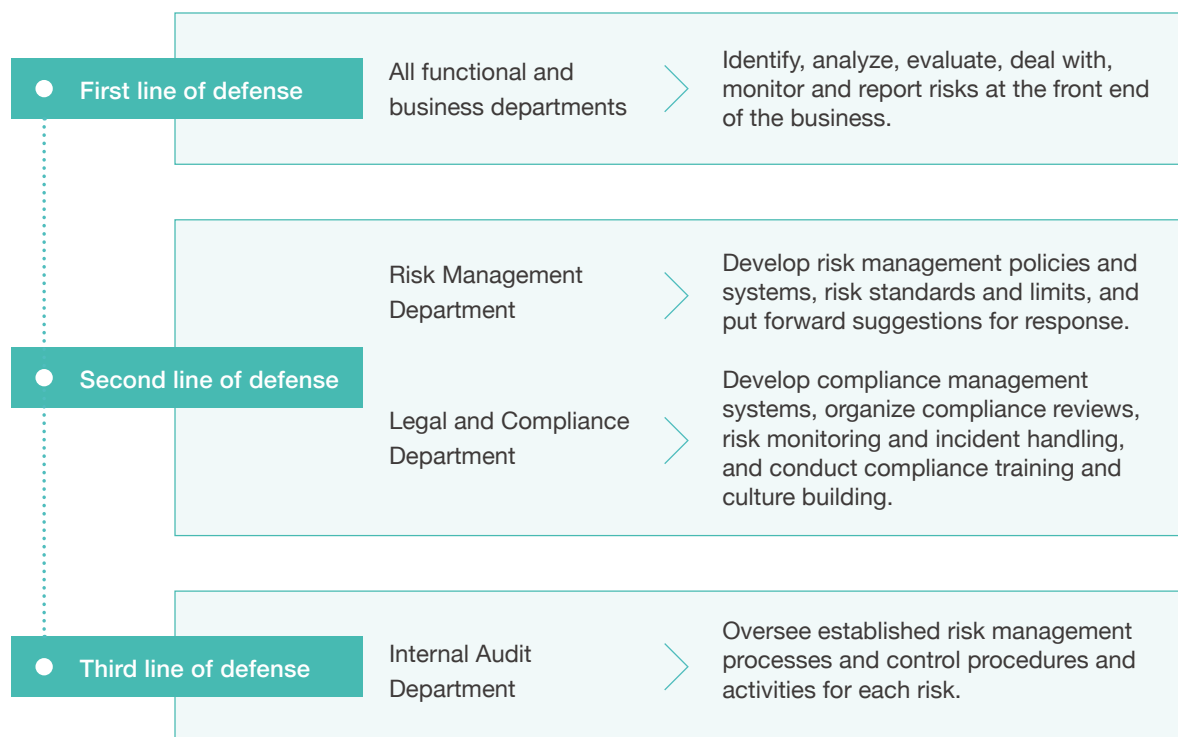 First line of defense
All functional and
business departments
Identify, analyze, evaluate, deal with,
monitor and report risks at the front end
of the business.
Second line of defense
Risk Management
Department
Develop risk management policies and
systems, risk standards and limits, and
put forward suggestions for response.
Legal and Compliance
Department
Develop compliance management
systems, organize compliance reviews,
risk monitoring and incident handling,
and conduct compliance training and
culture building.
Third line of defense
Internal Audit
Department
Oversee established risk management
processes and control procedures and
activities for each risk.